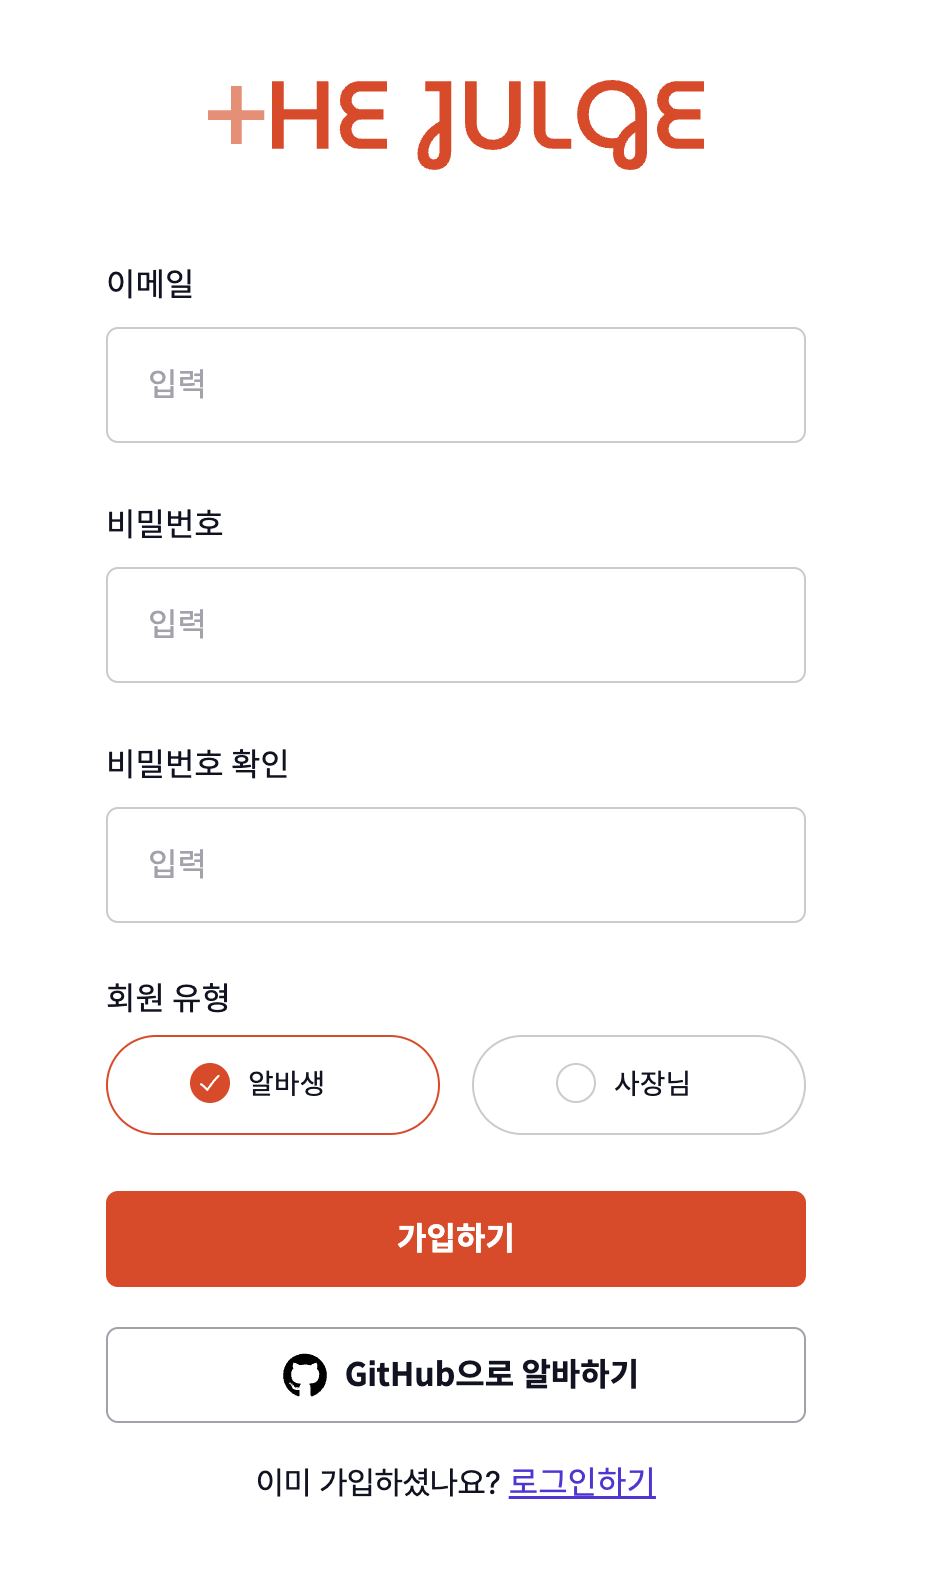 THE JULGE
이메일
입력
비밀번호
입력
비밀번호 확인
입력
회원 유형
알바생
사장님
가입하기
GitHub으로 알바하기
이미 가입하셨나요? 로그인하기